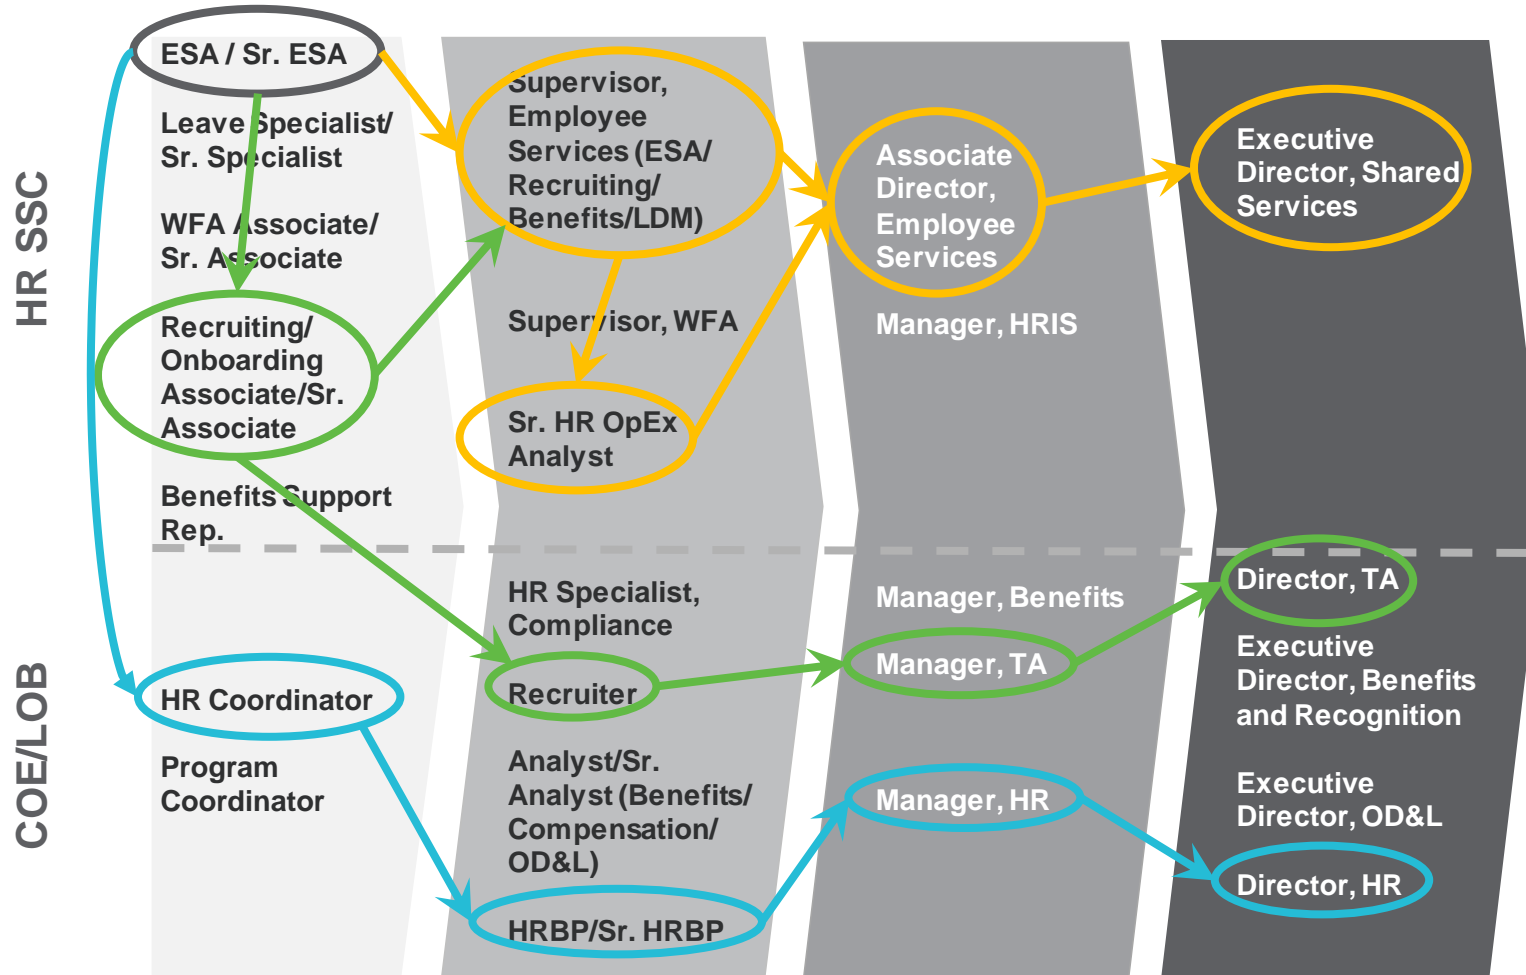 HR SSC
ESA / Sr. ESA
Leave Specialist/
Sr. Specialist
WFA Associate/
Sr. Associate
Recruiting/
Onboarding
Associate/Sr.
Associate
Benefits Support
Rep.
Supervisor,
Employee
Services (ESA/
Recruiting/
Benefits/LDM)
Supervisor, WFA
Sr. HR OpEx
Analyst
Associate
Director,
Employee
Services
Manager, HRIS
Executive
Director, Shared
Services
COE/LOB
HR Coordinator
Program
Coordinator
HR Specialist,
Compliance
Recruiter
Analyst/Sr.
Analyst (Benefits/
Compensation/
OD&L)
HRBP/Sr. HRBP
Manager, Benefits
Manager, TA
Manager, HR
Director, TA
Executive
Director, Benefits
and Recognition
Executive
Director, OD&L
Director, HR